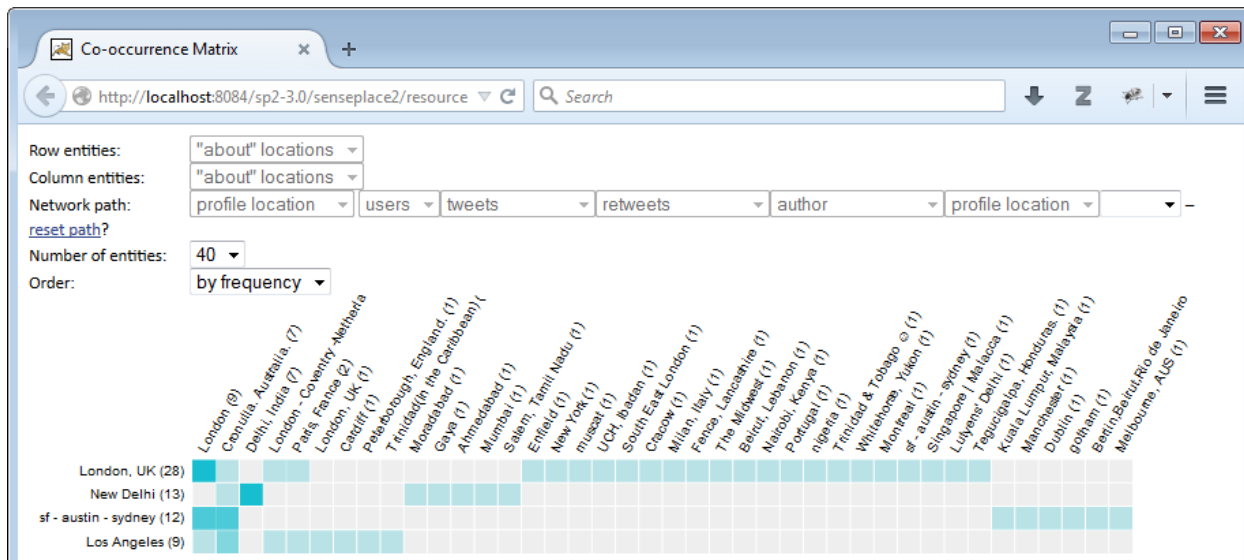 Co-occurrence Matrix
http://localhost:8084/sp2-3.0/senseplace2/resource
Search
Row entities: "about" locations
Column entities: "about" locations
Network path: profile location users tweets retweets author profile location –
reset path?
Number of entities: 40
Order: by frequency
London (9)
Cronulla, Australia. (7)
Delhi, India (7)
London - Coventry -Netherla
Paris, France (2)
London, UK (1)
Cardiff (1)
Peterborough, England. (1)
Trinidad(In the Caribbean) (
Moradabad (1)
Gaya (1)
Ahmedabad (1)
Mumbai (1)
Salem, Tamil Nadu (1)
Enfield (1)
New York (1)
muscat (1)
UCH, Ibadan (1)
South East London (1)
Cracow (1)
Milan, Italy (1)
Fence, Lancashire (1)
The Midwest (1)
Beirut, Lebanon (1)
Nairobi, Kenya (1)
Portugal (1)
nigeria (1)
Trinidad & Tobago ☺ (1)
Whitehorse, Yukon (1)
Montreal (1)
sf - austin - sydney (1)
Singapore | Malacca (1)
Lutyens' Delhi (1)
Tegucigalpa, Honduras. (1)
Kuala Lumpur, Malaysia (1)
Manchester (1)
Dublin (1)
gotham (1)
Berlin,Beirut,Rio de Janeiro
Melbourne, AUS (1)
London, UK (28)
New Delhi (13)
sf - austin - sydney (12)
Los Angeles (9)